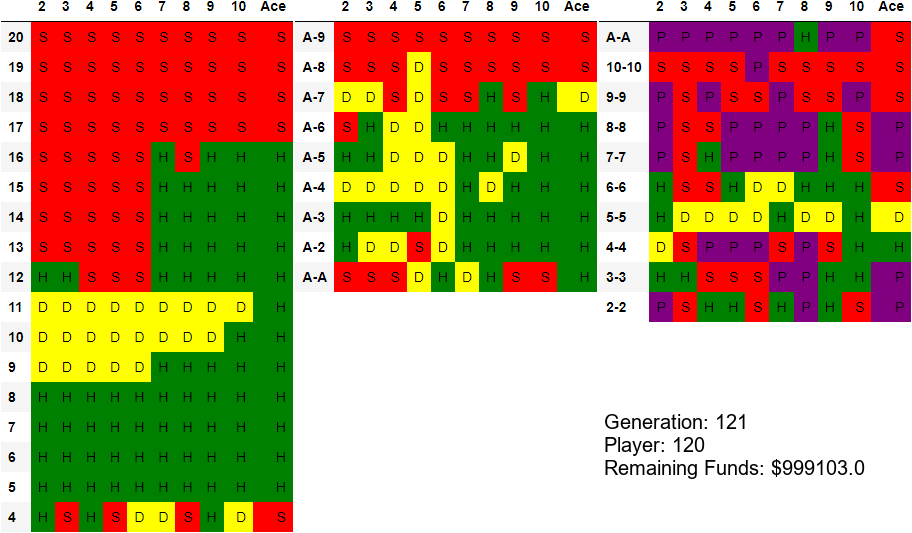 2 3 4 5 6 7 8 9 10 Ace
20 S S S S S S S S S S
19 S S S S S S S S S S
18 S S S S S S S S S S
17 S S S S S S S S S S
16 S S S S S H S H H H
15 S S S S S H H H H H
14 S S S S S H H H H H
13 S S S S S H H H H H
12 H H S S S H H H H H
11 D D D D D D D D D H
10 D D D D D D D D H H
9 D D D D D H H H H H
8 H H H H H H H H H H
7 H H H H H H H H H H
6 H H H H H H H H H H
5 H H H H H H H H H H
4 H S H S D D S H D S
2 3 4 5 6 7 8 9 10 Ace
A-9 S S S S S S S S S S
A-8 S S S D S S S S S S
A-7 D D S D S S H S H D
A-6 S H D D H H H H H H
A-5 H H D D D H H D H H
A-4 D D D D D H D H H H
A-3 H H H H D H H H H H
A-2 H D D S D H H H H H
A-A S S S D H D H S S H
2 3 4 5 6 7 8 9 10 Ace
A-A P P P P P P H P P S
10-10 S S S S P S S S S S
9-9 P S P S S P S S P S
8-8 P S S P P P P H S P
7-7 P S H P P P P H S P
6-6 H S S H D D H H H S
5-5 H D D D D H D D H D
4-4 D S P P P S P S H H
3-3 H H S S S P P H H P
2-2 P S H H S H P H S P
Generation: 121
Player: 120
Remaining Funds: $999103.0